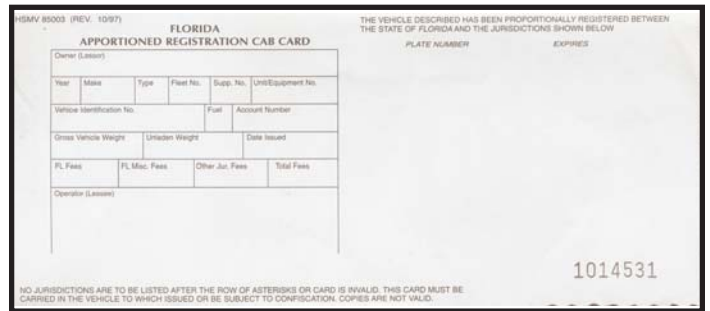 HSMV 85003 (REV. 10/97)
FLORIDA
APPORTIONED REGISTRATION CAB CARD
Owner (Lessor)
Year Make Type Fleet No. Supp. No. Unit/Equipment No.
Vehicle Identification No. Fuel Account Number
Gross Vehicle Weight Unladen Weight Date Issued
FL Fees FL Misc. Fees Other Jur. Fees Total Fees
Operator (Lessee)
THE VEHICLE DESCRIBED HAS BEEN PROPORTIONALLY REGISTERED BETWEEN
THE STATE OF FLORIDA AND THE JURISDICTIONS SHOWN BELOW
PLATE NUMBER EXPIRES
1014531
NO JURISDICTIONS ARE TO BE LISTED AFTER THE ROW OF ASTERISKS OR CARD IS INVALID. THIS CARD MUST BE
CARRIED IN THE VEHICLE TO WHICH ISSUED OR BE SUBJECT TO CONFISCATION. COPIES ARE NOT VALID.